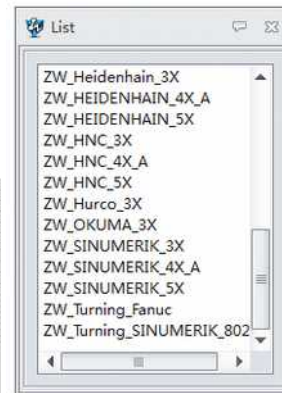 List
ZW_Heidenhain_3X
ZW_HEIDENHAIN_4X_A
ZW_HEIDENHAIN_5X
ZW_HNC_3X
ZW_HNC_4X_A
ZW_HNC_5X
ZW_Hurco_3X
ZW_OKUMA_3X
ZW_SINUMERIK_3X
ZW_SINUMERIK_4X_A
ZW_SINUMERIK_5X
ZW_Turning_Fanuc
ZW_Turning_SINUMERIK_802